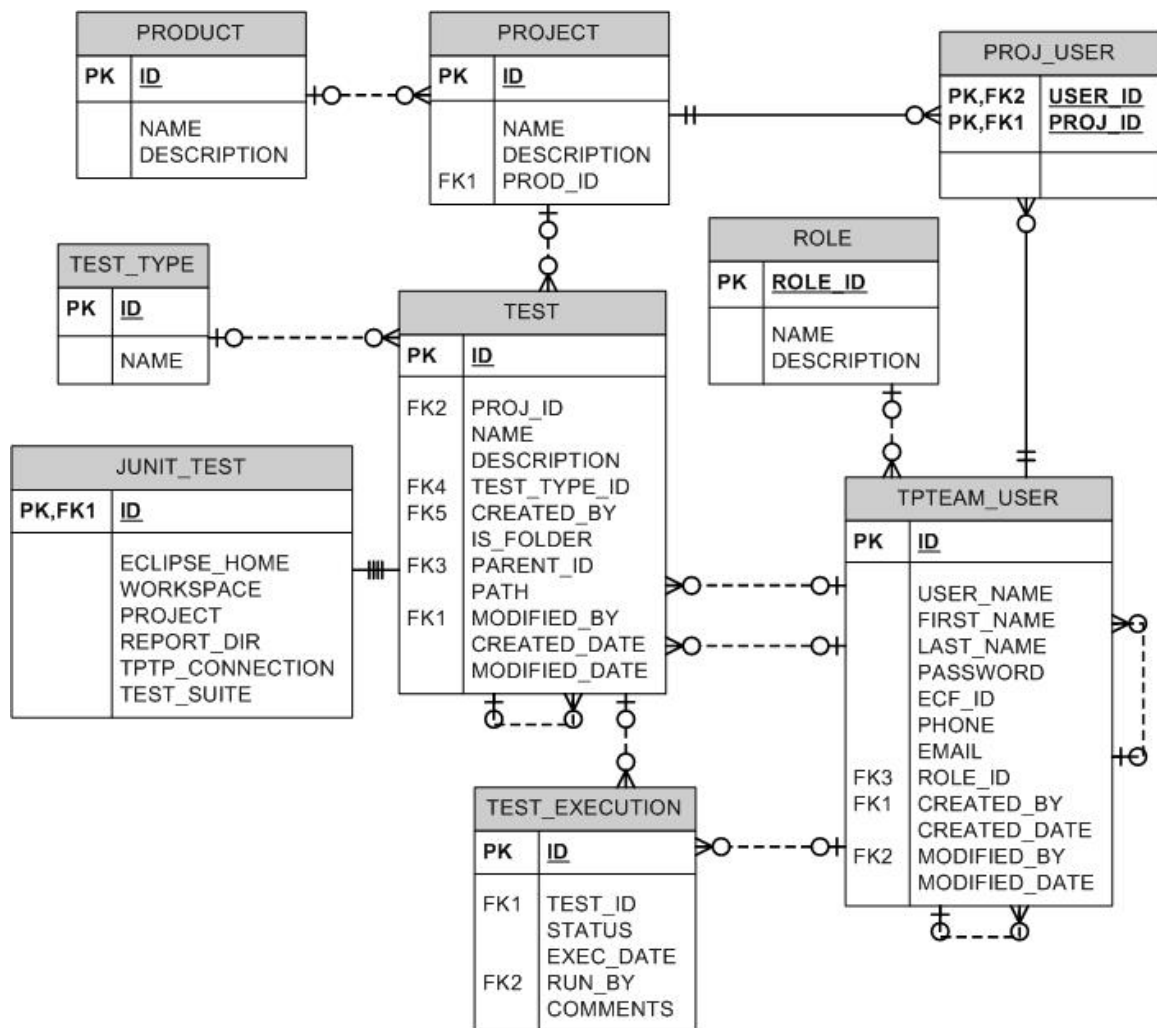 PRODUCT
PK ID
NAME
DESCRIPTION
PROJECT
PK ID
NAME
DESCRIPTION
FK1 PROD_ID
PROJ_USER
PK,FK2 USER_ID
PK,FK1 PROJ_ID
TEST_TYPE
PK ID
NAME
TEST
PK ID
FK2 PROJ_ID
NAME
DESCRIPTION
FK4 TEST_TYPE_ID
FK5 CREATED_BY
IS_FOLDER
FK3 PARENT_ID
PATH
FK1 MODIFIED_BY
CREATED_DATE
MODIFIED_DATE
ROLE
PK ROLE_ID
NAME
DESCRIPTION
JUNIT_TEST
PK,FK1 ID
ECLIPSE_HOME
WORKSPACE
PROJECT
REPORT_DIR
TPTP_CONNECTION
TEST_SUITE
TPTEAM_USER
PK ID
USER_NAME
FIRST_NAME
LAST_NAME
PASSWORD
ECF_ID
PHONE
EMAIL
FK3 ROLE_ID
FK1 CREATED_BY
CREATED_DATE
FK2 MODIFIED_BY
MODIFIED_DATE
TEST_EXECUTION
PK ID
FK1 TEST_ID
STATUS
EXEC_DATE
FK2 RUN_BY
COMMENTS